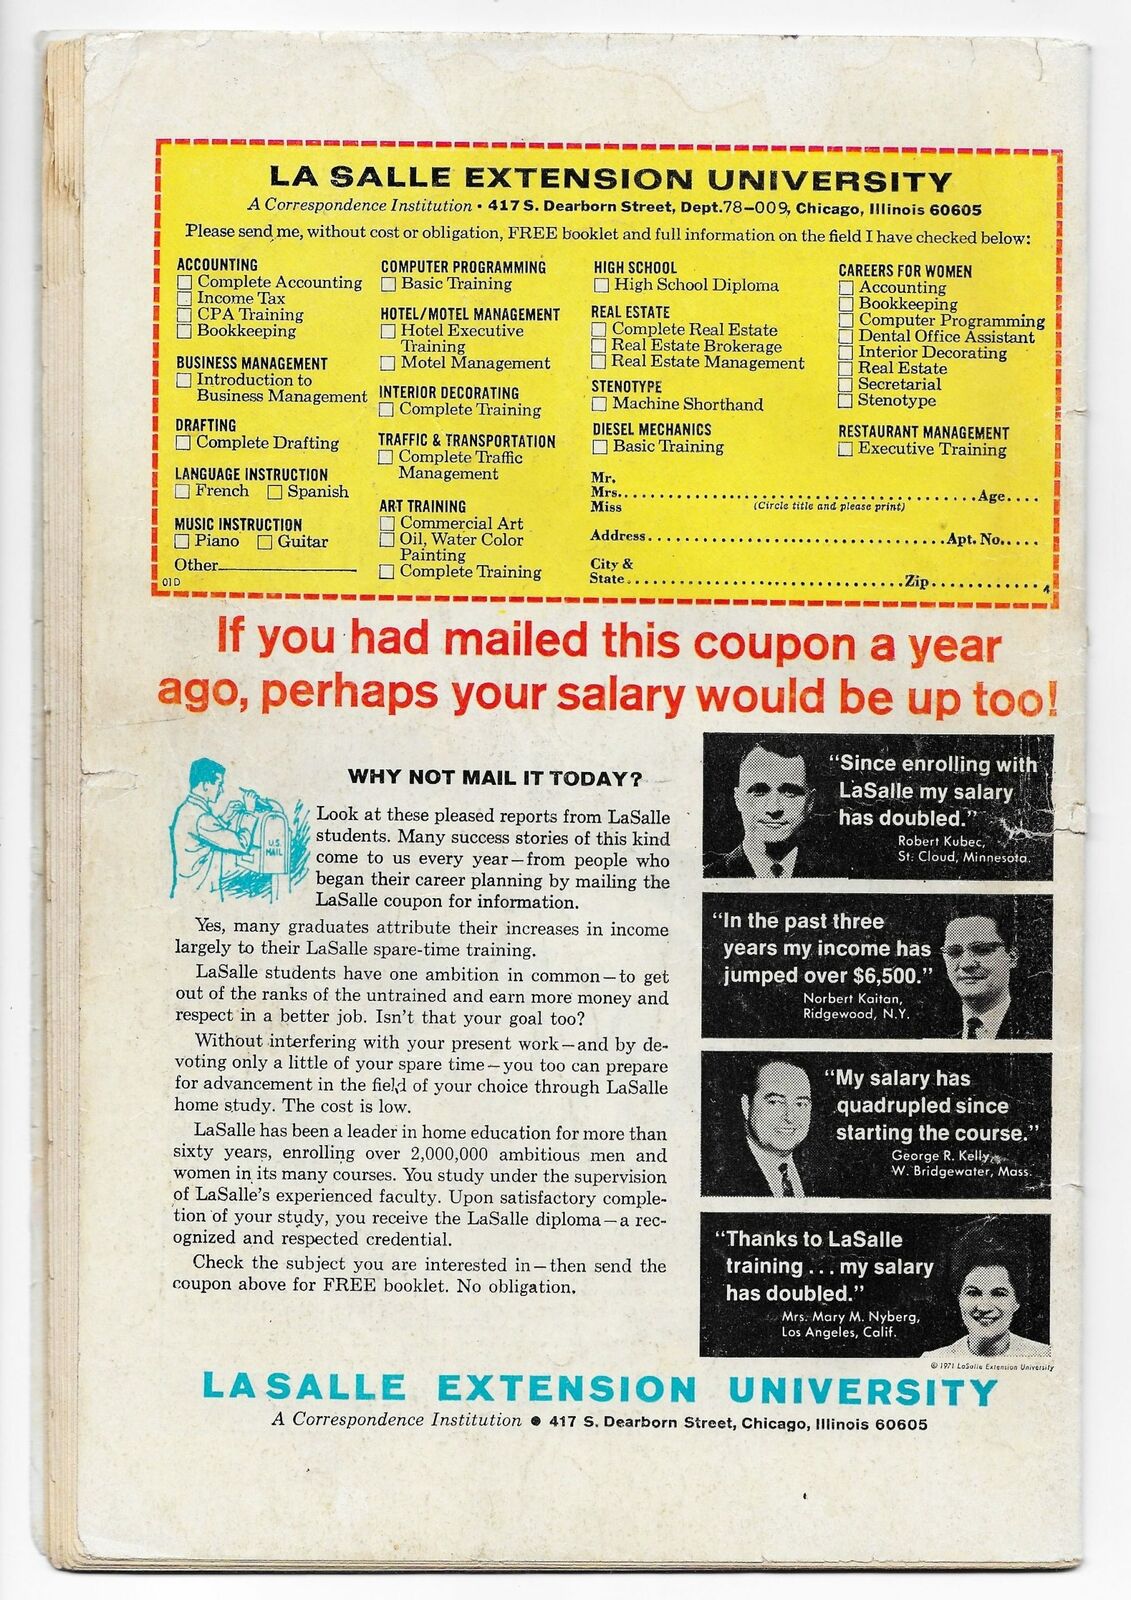 LA SALLE EXTENSION UNIVERSITY
A Correspondence Institution • 417 S. Dearborn Street, Dept. 78-009, Chicago, Illinois 60605
Please send me, without cost or obligation, FREE booklet and full information on the field I have checked below:
ACCOUNTING
Complete Accounting
Income Tax
CPA Training
Bookkeeping
BUSINESS MANAGEMENT
Introduction to
Business Management
DRAFTING
Complete Drafting
LANGUAGE INSTRUCTION
French Spanish
MUSIC INSTRUCTION
Piano Guitar
Other
01D
COMPUTER PROGRAMMING
Basic Training
HOTEL/MOTEL MANAGEMENT
Hotel Executive
Training
Motel Management
INTERIOR DECORATING
Complete Training
TRAFFIC & TRANSPORTATION
Complete Traffic
Management
ART TRAINING
Commercial Art
Oil, Water Color
Painting
Complete Training
HIGH SCHOOL
High School Diploma
REAL ESTATE
Complete Real Estate
Real Estate Brokerage
Real Estate Management
STENOTYPE
Machine Shorthand
DIESEL MECHANICS
Basic Training
CAREERS FOR WOMEN
Accounting
Bookkeeping
Computer Programming
Dental Office Assistant
Interior Decorating
Real Estate
Secretarial
Stenotype
RESTAURANT MANAGEMENT
Executive Training
Mr.
Mrs. Age
Miss (Circle title and please print)
Address Apt. No.
City &
State Zip
4
If you had mailed this coupon a year
ago, perhaps your salary would be up too!
U.S.
MAIL
WHY NOT MAIL IT TODAY?
Look at these pleased reports from LaSalle
students. Many success stories of this kind
come to us every year—from people who
began their career planning by mailing the
LaSalle coupon for information.
Yes, many graduates attribute their increases in income
largely to their LaSalle spare-time training.
LaSalle students have one ambition in common—to get
out of the ranks of the untrained and earn more money and
respect in a better job. Isn't that your goal too?
Without interfering with your present work—and by de-
voting only a little of your spare time—you too can prepare
for advancement in the field of your choice through LaSalle
home study. The cost is low.
LaSalle has been a leader in home education for more than
sixty years, enrolling over 2,000,000 ambitious men and
women in its many courses. You study under the supervision
of LaSalle's experienced faculty. Upon satisfactory comple-
tion of your study, you receive the LaSalle diploma—a rec-
ognized and respected credential.
Check the subject you are interested in—then send the
coupon above for FREE booklet. No obligation.
"Since enrolling with
LaSalle my salary
has doubled."
Robert Kubec,
St. Cloud, Minnesota.
"In the past three
years my income has
jumped over $6,500."
Norbert Kaitan,
Ridgewood, N.Y.
"My salary has
quadrupled since
starting the course."
George R. Kelly,
W. Bridgewater, Mass.
"Thanks to LaSalle
training . . . my salary
has doubled."
Mrs. Mary M. Nyberg,
Los Angeles, Calif.
© 1971 LaSalle Extension University
LA SALLE EXTENSION UNIVERSITY
A Correspondence Institution • 417 S. Dearborn Street, Chicago, Illinois 60605